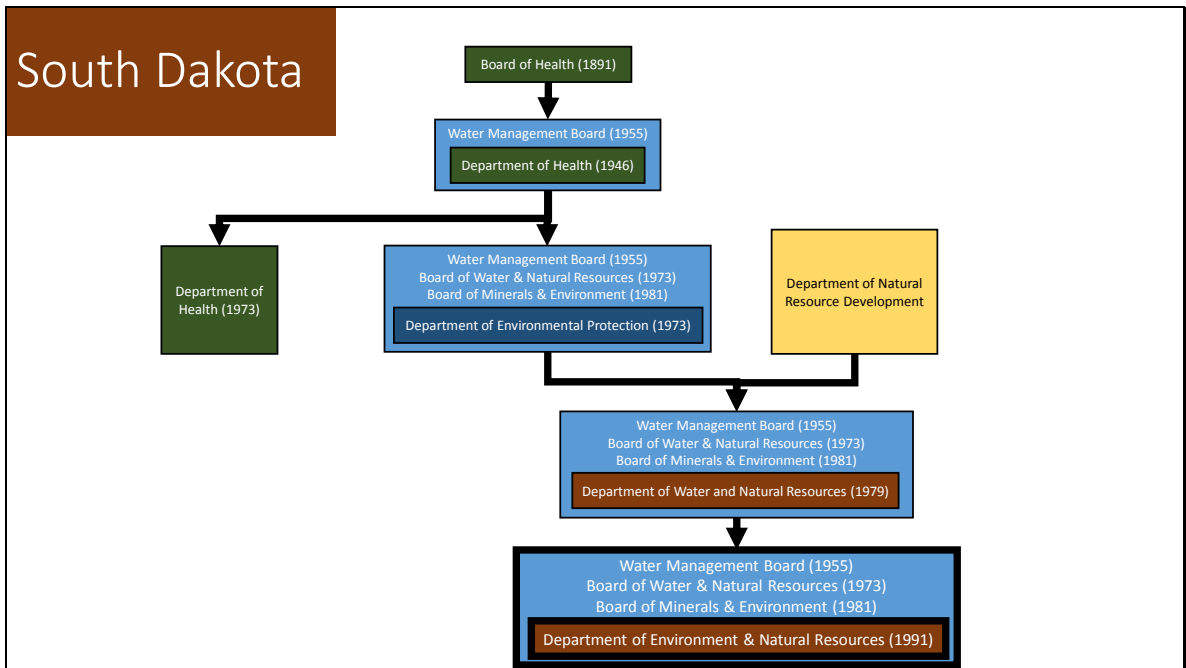 South Dakota
Board of Health (1891)
Water Management Board (1955)
Department of Health (1946)
Department of
Health (1973)
Water Management Board (1955)
Board of Water & Natural Resources (1973)
Board of Minerals & Environment (1981)
Department of Environmental Protection (1973)
Department of Natural
Resource Development
Water Management Board (1955)
Board of Water & Natural Resources (1973)
Board of Minerals & Environment (1981)
Department of Water and Natural Resources (1979)
Water Management Board (1955)
Board of Water & Natural Resources (1973)
Board of Minerals & Environment (1981)
Department of Environment & Natural Resources (1991)